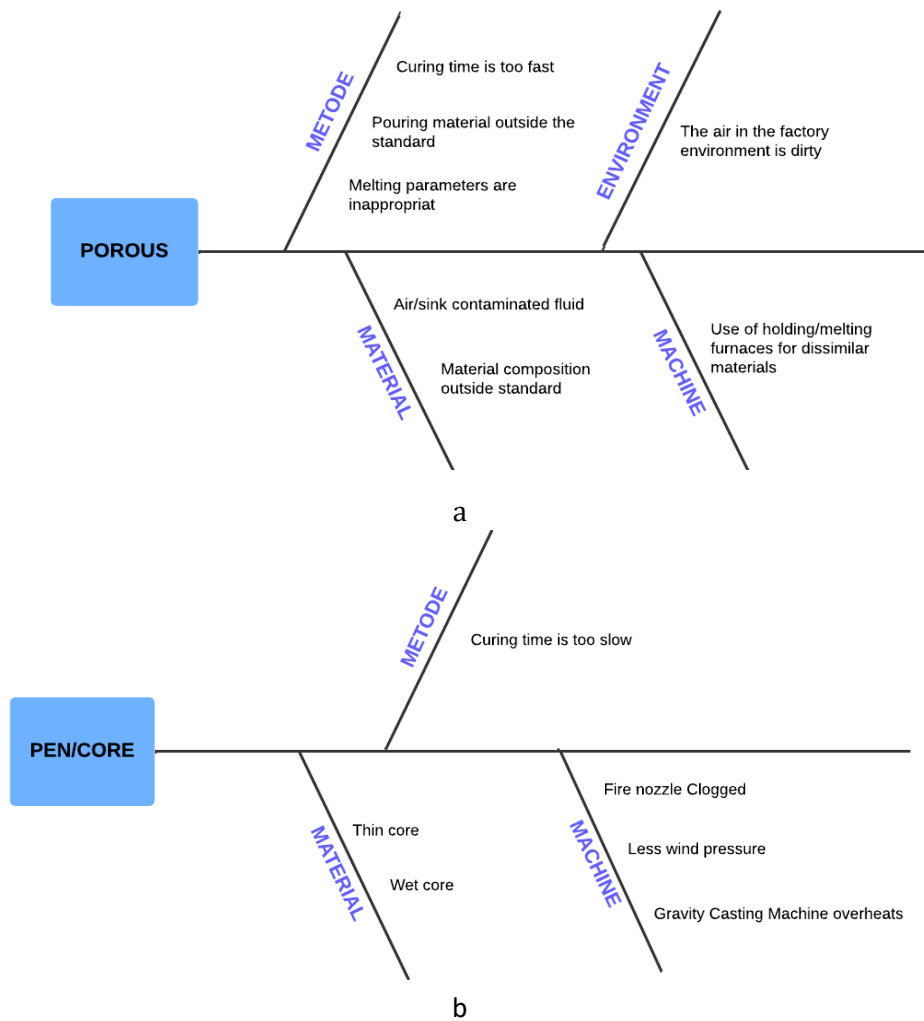 METODE
Curing time is too fast
Pouring material outside the
standard
Melting parameters are
inappropriat
ENVIRONMENT
The air in the factory
environment is dirty
POROUS
MATERIAL
Air/sink contaminated fluid
Material composition
outside standard
MACHINE
Use of holding/melting
furnaces for dissimilar
materials
a
METODE
Curing time is too slow
PEN/CORE
MATERIAL
Thin core
Wet core
MACHINE
Fire nozzle Clogged
Less wind pressure
Gravity Casting Machine overheats
b